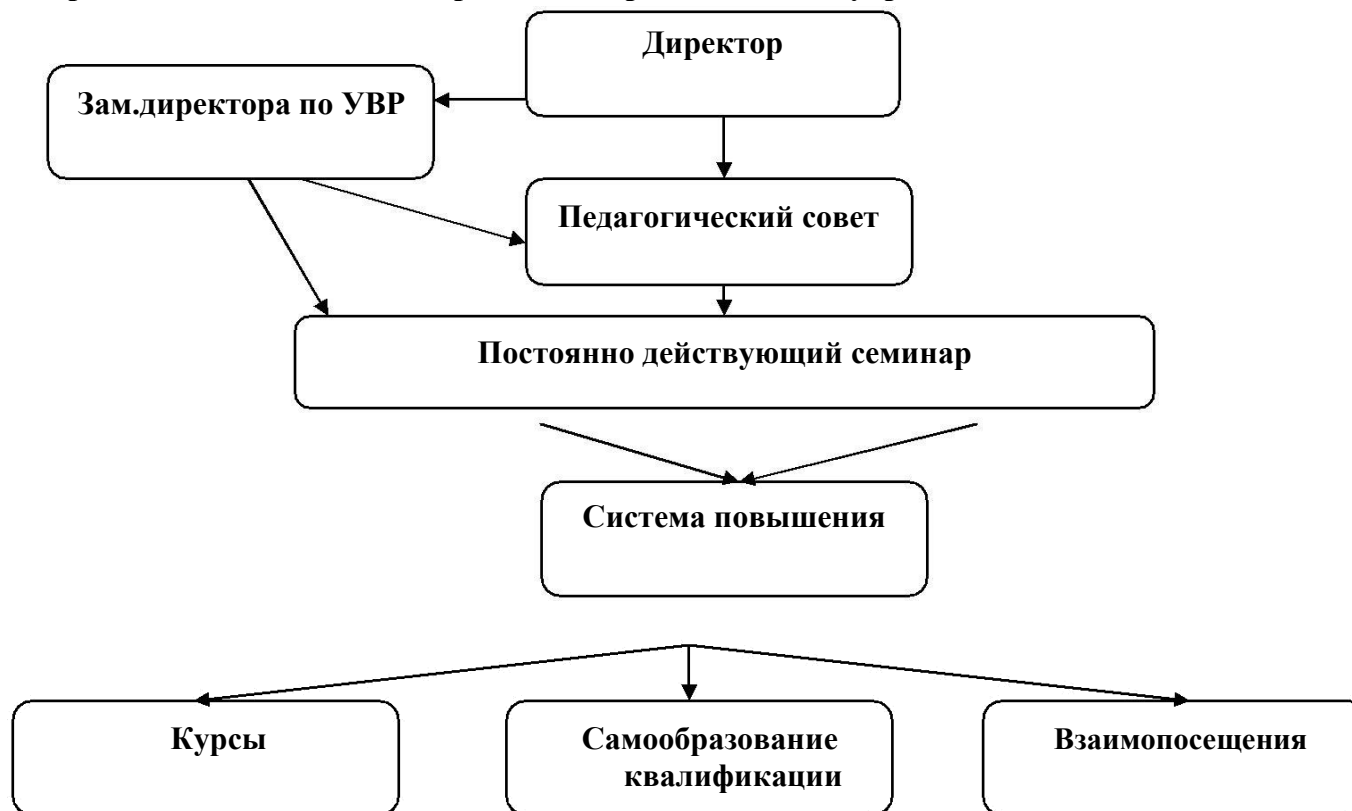 Директор
Зам.директора по УВР
Педагогический совет
Постоянно действующий семинар
Система повышения
Курсы
Самообразование
квалификации
Взаимопосещения